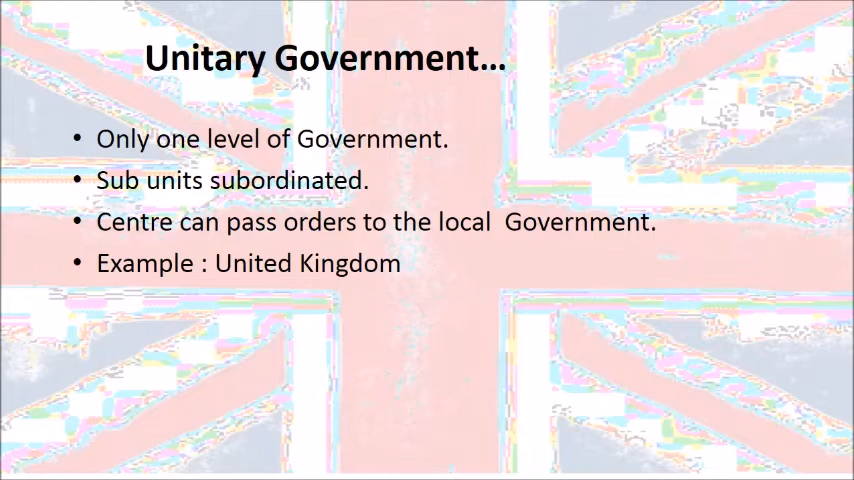 Unitary Government...
• Only one level of Government.
• Sub units subordinated.
• Centre can pass orders to the local  Government.
• Example : United Kingdom